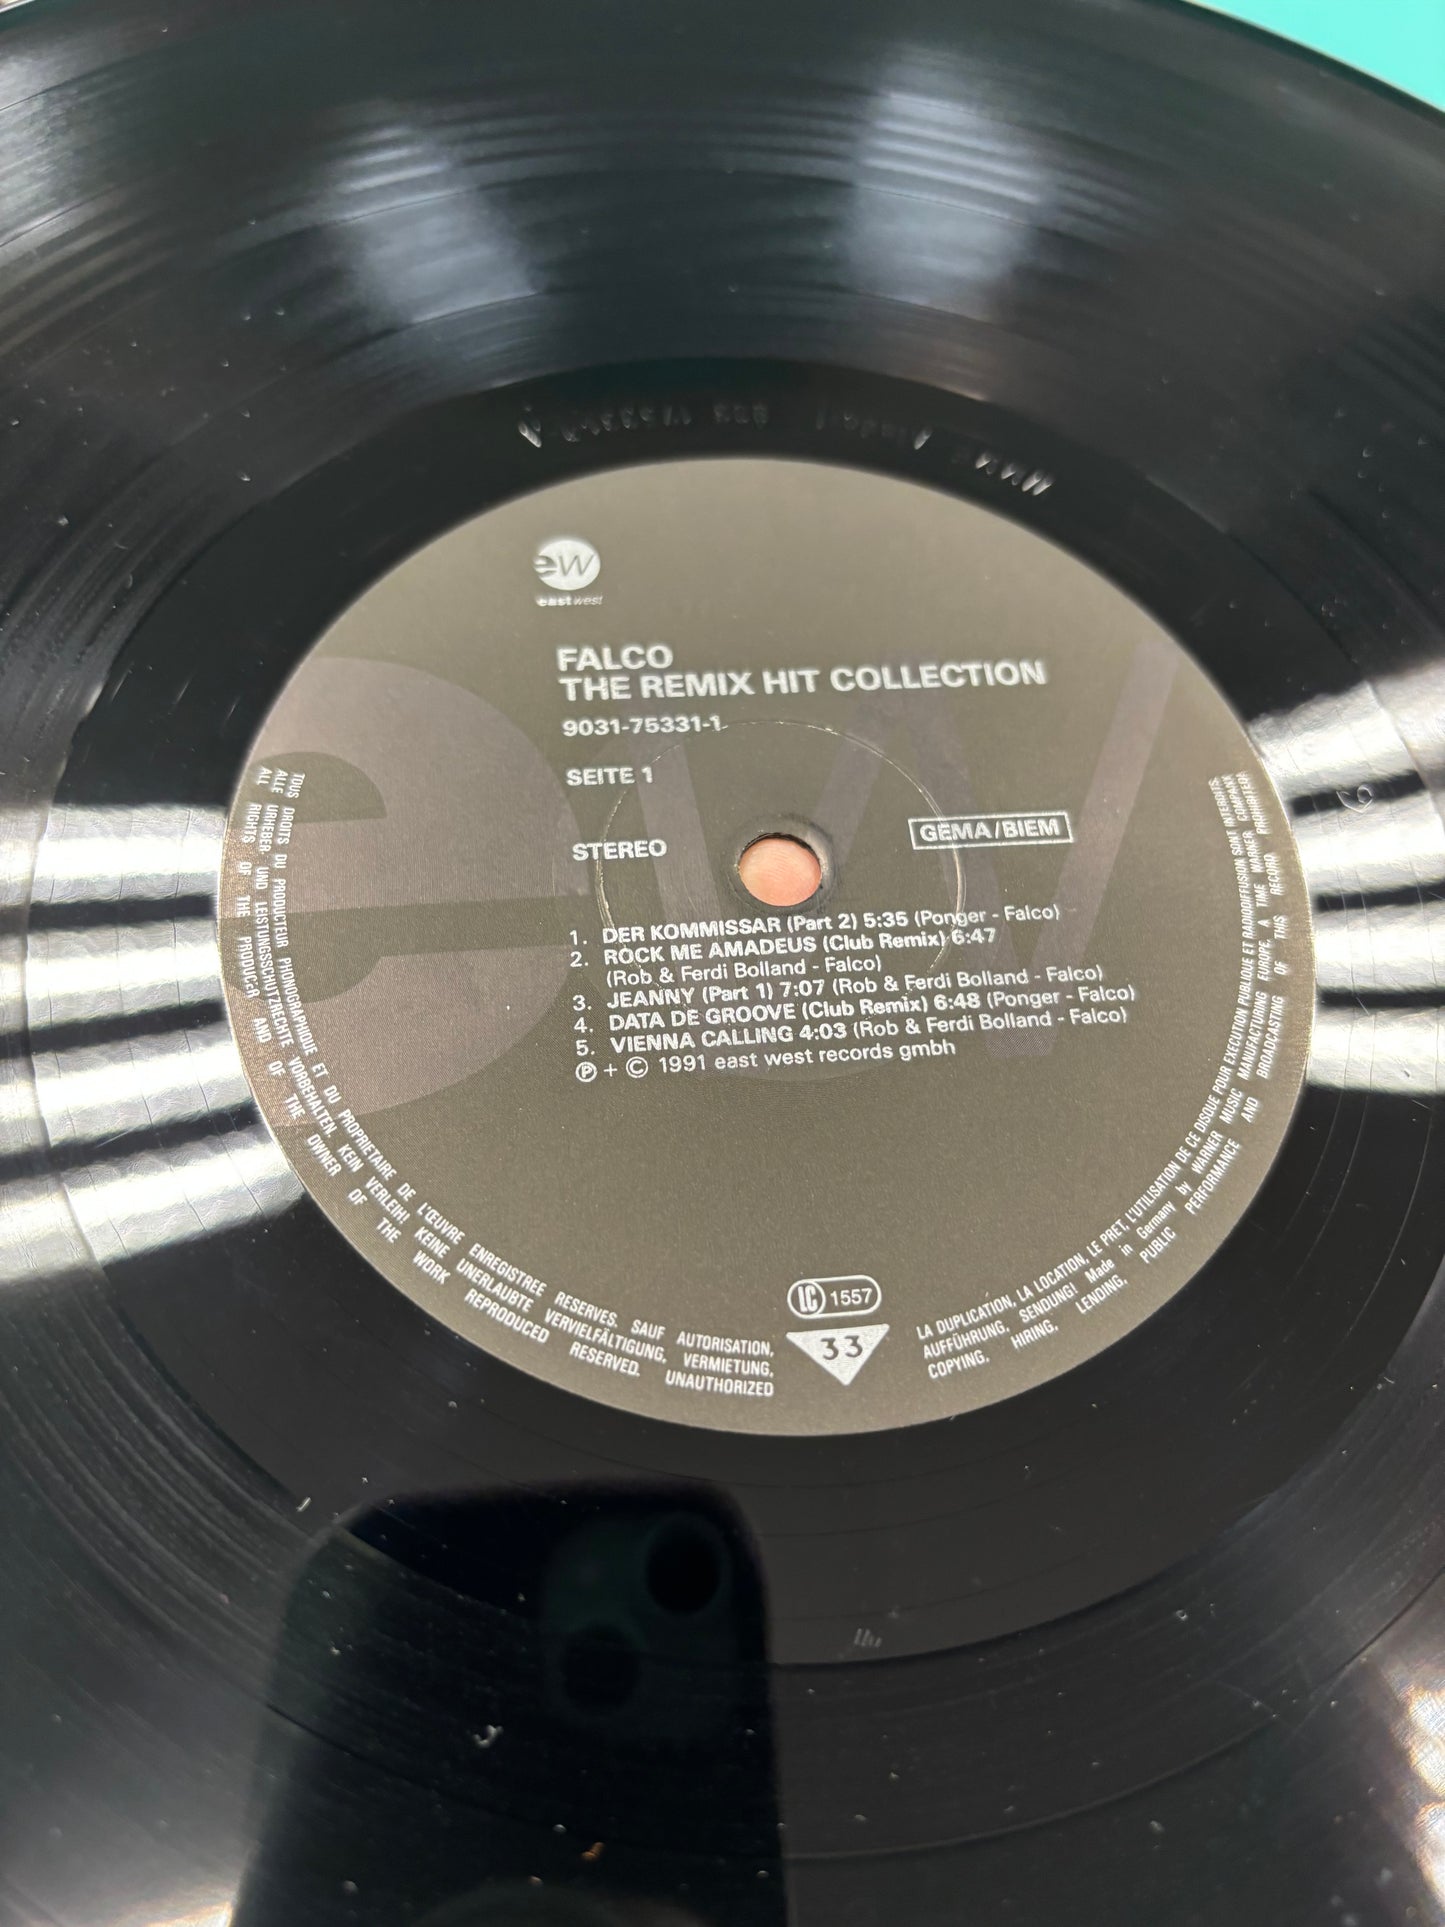 ew
eastwest
FALCO
THE REMIX HIT COLLECTION
9031-75331-1
SEITE 1
STEREO
GEMA/BIEM
1. DER KOMMISSAR (Part 2) 5:35 (Ponger - Falco)
2. ROCK ME AMADEUS (Club Remix) 6:47
(Rob & Ferdi Bolland - Falco)
3. JEANNY (Part 1) 7:07 (Rob & Ferdi Bolland - Falco)
4. DATA DE GROOVE (Club Remix) 6:48 (Ponger - Falco)
5. VIENNA CALLING 4:03 (Rob & Ferdi Bolland - Falco)
℗ + © 1991 east west records gmbh
LC 1557
33
TOUS DROITS DU PRODUCTEUR PHONOGRAPHIQUE ET DU PROPRIETAIRE DE L'ŒUVRE ENREGISTREE RESERVES. SAUF AUTORISATION, LA DUPLICATION, LA LOCATION, LE PRET, L'UTILISATION DE CE DISQUE POUR EXECUTION PUBLIQUE ET RADIODIFFUSION SONT INTERDITS.
ALLE URHEBER UND LEISTUNGSSCHUTZRECHTE VORBEHALTEN. KEIN VERLEIH! KEINE UNERLAUBTE VERVIELFÄLTIGUNG, VERMIETUNG, AUFFÜHRUNG, SENDUNG! Made in Germany by WARNER MUSIC MANUFACTURING EUROPE, A TIME WARNER COMPANY
ALL RIGHTS OF THE PRODUCER AND OF THE OWNER OF THE WORK REPRODUCED RESERVED. UNAUTHORIZED COPYING, HIRING, LENDING, PUBLIC PERFORMANCE AND BROADCASTING OF THIS RECORD PROHIBITED
ew